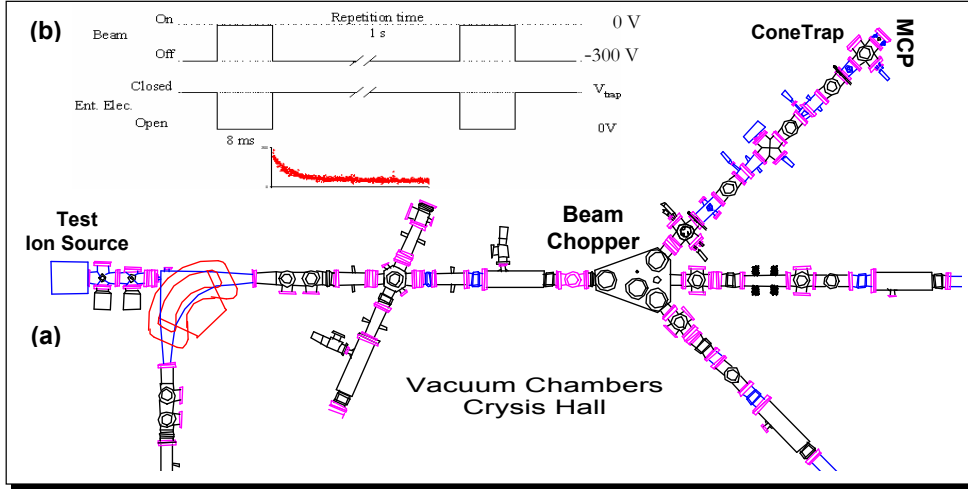 (b)
Beam
On
Off
Repetition time
1 s
0 V
-300 V
Ent. Elec.
Closed
Open
V_trap
0V
8 ms
ConeTrap
MCP
Test
Ion Source
Beam
Chopper
(a)
Vacuum Chambers
Crysis Hall